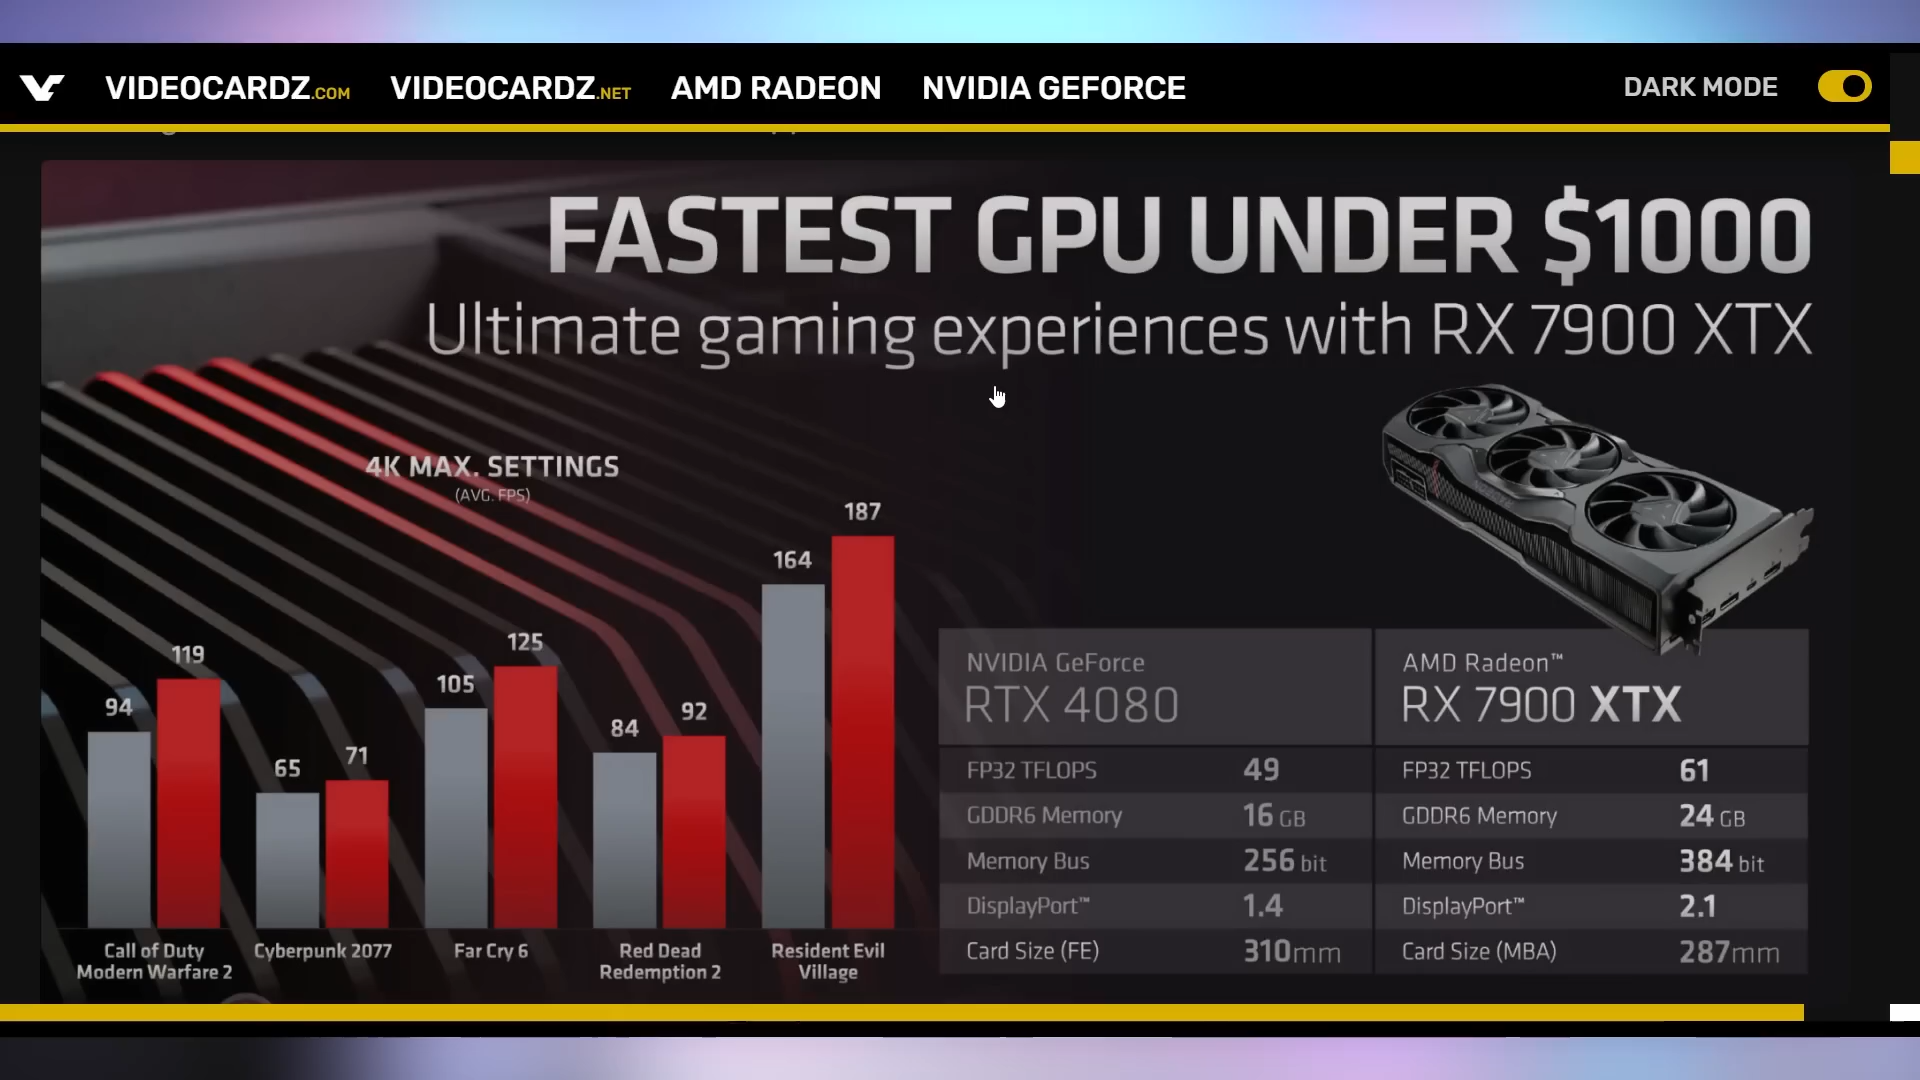 VIDEOCARDZ.COM VIDEOCARDZ.NET AMD RADEON NVIDIA GEFORCE DARK MODE
FASTEST GPU UNDER $1000
Ultimate gaming experiences with RX 7900 XTX
4K MAX. SETTINGS
(AVG. FPS)
94 119 65 71 105 125 84 92 164 187
Call of Duty
Modern Warfare 2
Cyberpunk 2077
Far Cry 6
Red Dead
Redemption 2
Resident Evil
Village
NVIDIA GeForce
RTX 4080
FP32 TFLOPS 49
GDDR6 Memory 16 GB
Memory Bus 256 bit
DisplayPort™ 1.4
Card Size (FE) 310mm
AMD Radeon™
RX 7900 XTX
FP32 TFLOPS 61
GDDR6 Memory 24 GB
Memory Bus 384 bit
DisplayPort™ 2.1
Card Size (MBA) 287mm